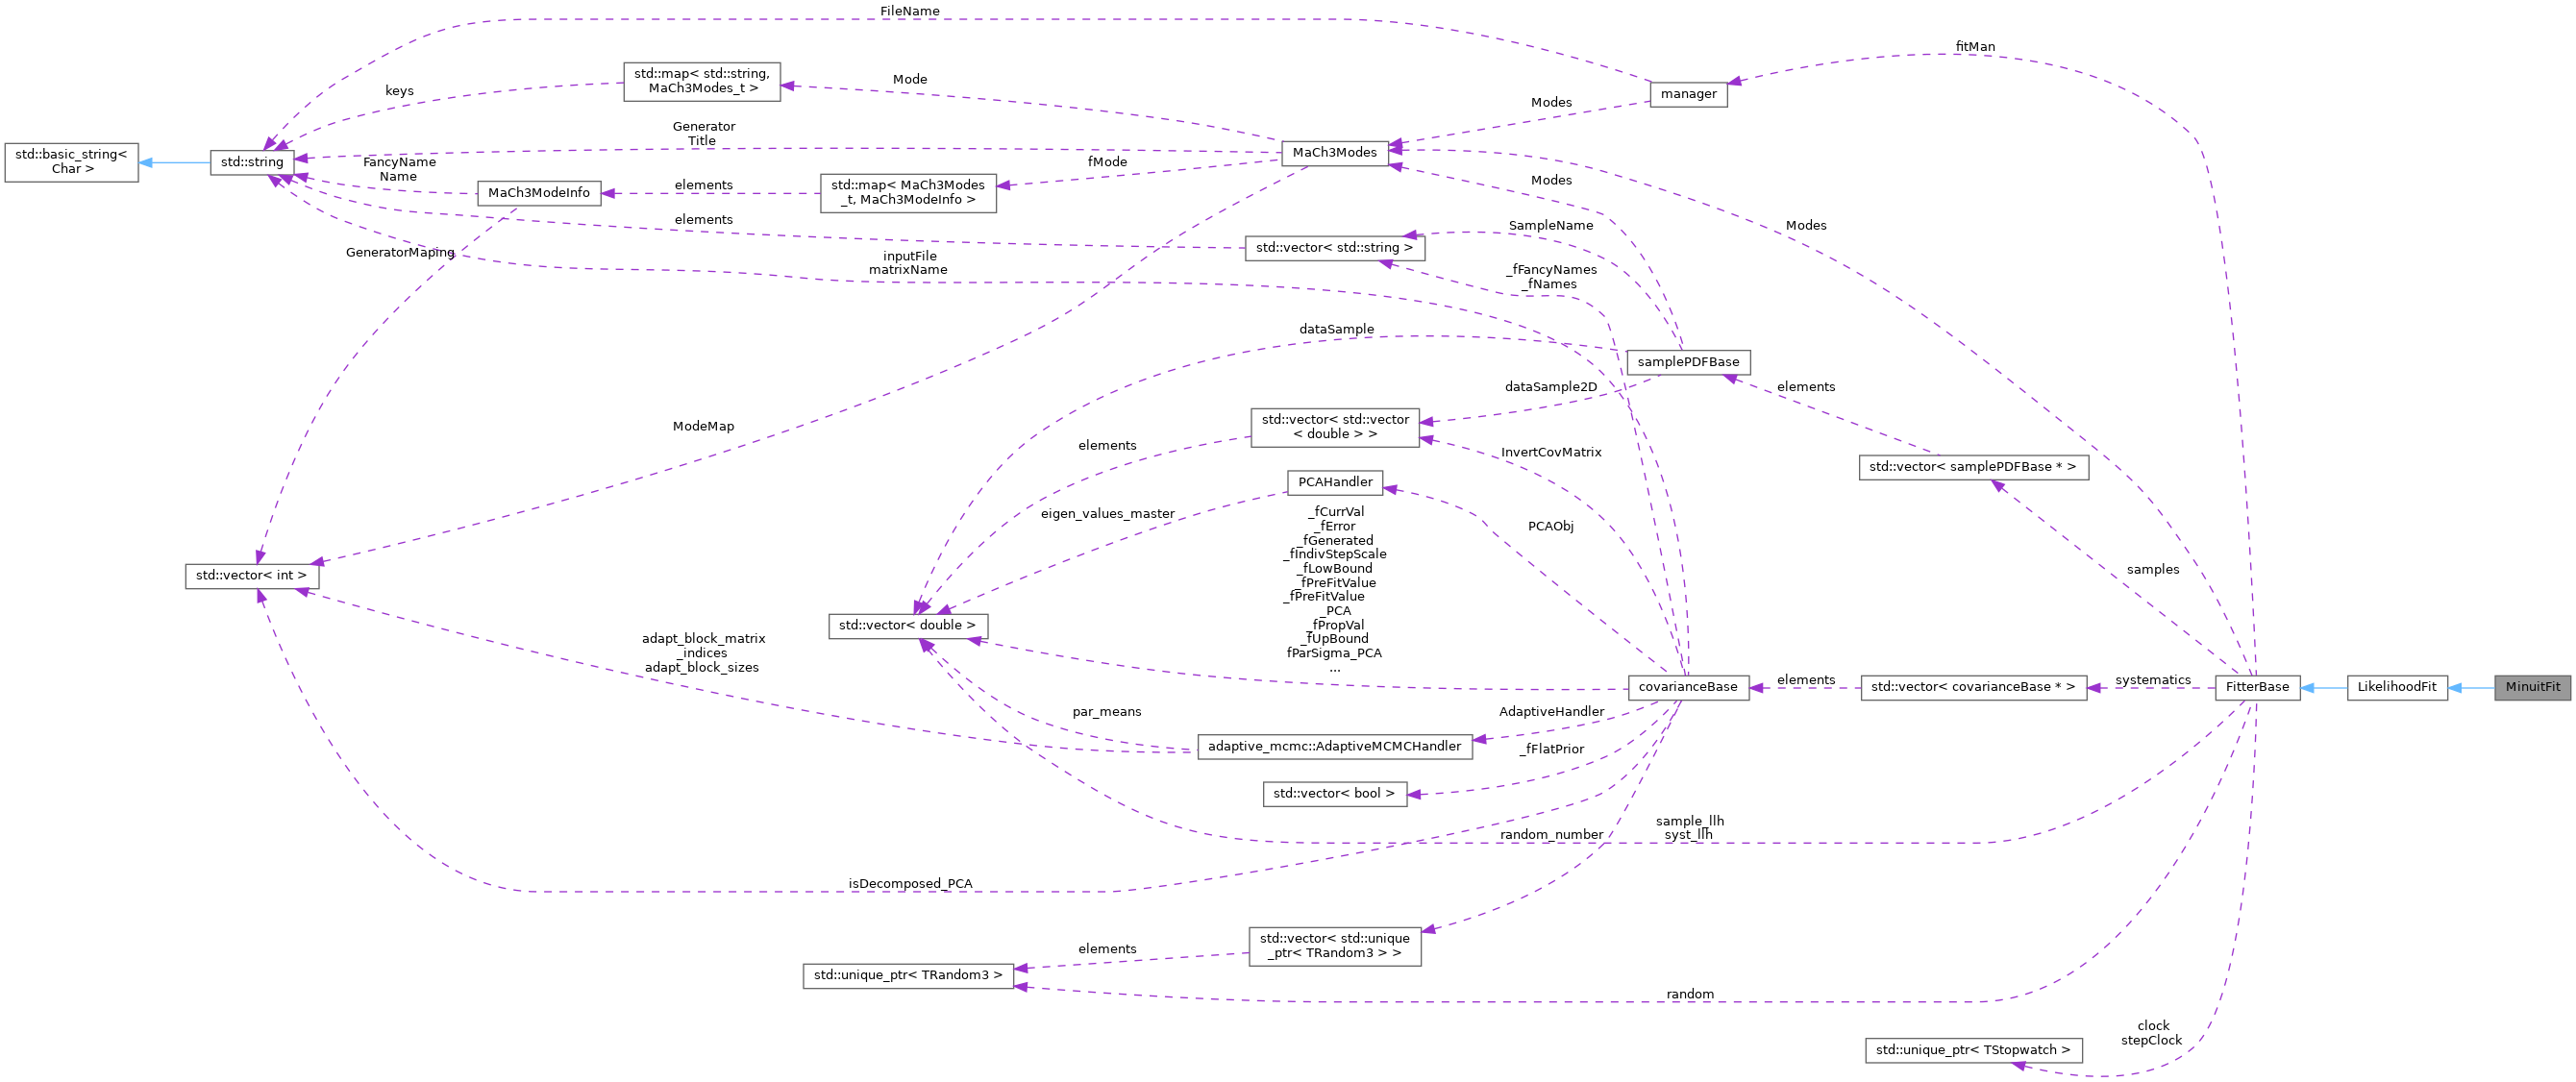 FileName
fitMan
std::map< std::string,
MaCh3Modes_t >
Mode
keys
manager
Modes
Generator
Title
std::basic_string<
Char >
std::string
MaCh3Modes
FancyName
Name
fMode
MaCh3ModeInfo
elements
std::map< MaCh3Modes
_t, MaCh3ModeInfo >
Modes
elements
SampleName
Modes
GeneratorMaping
std::vector< std::string >
inputFile
matrixName
_fFancyNames
_fNames
dataSample
samplePDFBase
dataSample2D
elements
ModeMap
std::vector< std::vector
< double > >
elements
InvertCovMatrix
std::vector< samplePDFBase * >
PCAHandler
eigen_values_master
PCAObj
_fCurrVal
_fError
_fGenerated
_fIndivStepScale
_fLowBound
_fPreFitValue
_fPreFitValue
_PCA
_fPropVal
_fUpBound
fParSigma_PCA
...
samples
std::vector< int >
std::vector< double >
adapt_block_matrix
_indices
adapt_block_sizes
covarianceBase
elements
std::vector< covarianceBase * >
systematics
FitterBase
LikelihoodFit
MinuitFit
par_means
AdaptiveHandler
adaptive_mcmc::AdaptiveMCMCHandler
_fFlatPrior
std::vector< bool >
random_number
sample_llh
syst_llh
isDecomposed_PCA
std::vector< std::unique
_ptr< TRandom3 > >
elements
std::unique_ptr< TRandom3 >
random
clock
stepClock
std::unique_ptr< TStopwatch >